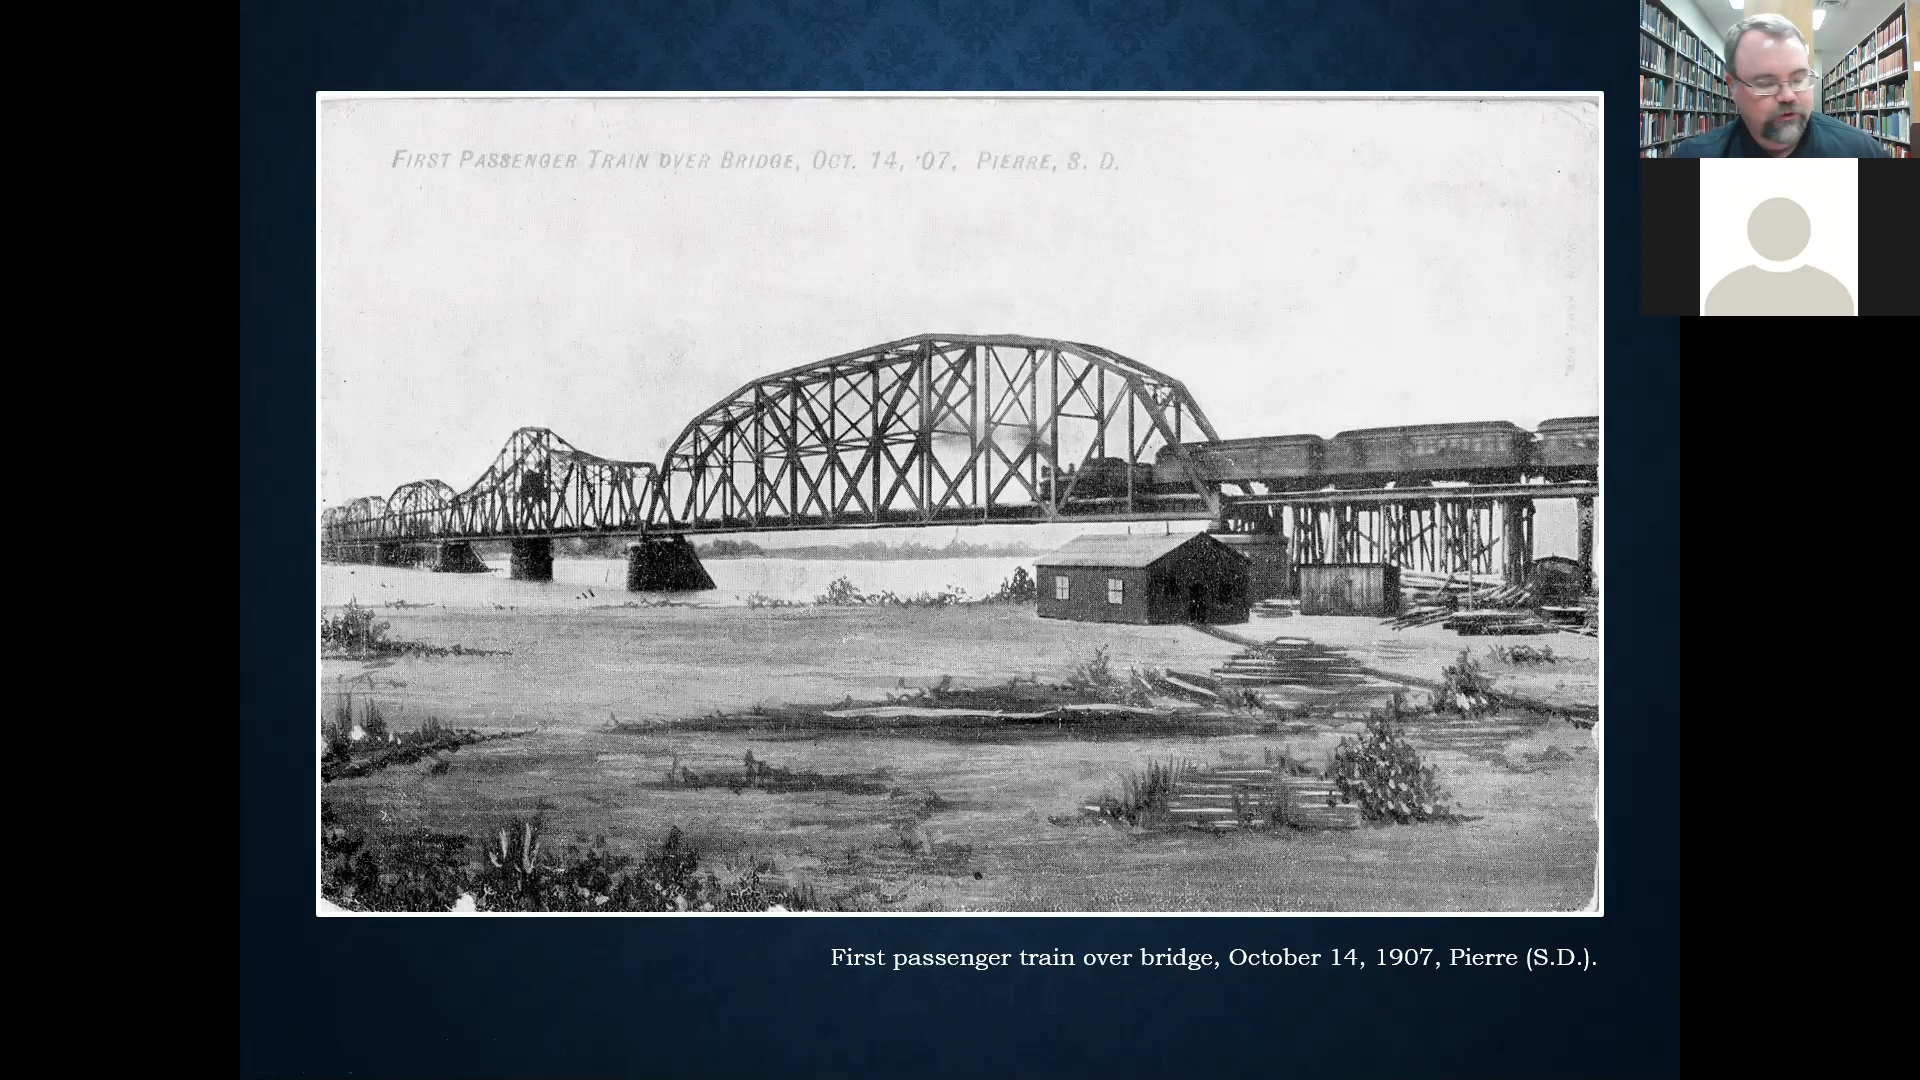 FIRST PASSENGER TRAIN OVER BRIDGE, OCT. 14, '07, PIERRE, S. D.
First passenger train over bridge, October 14, 1907, Pierre (S.D.).